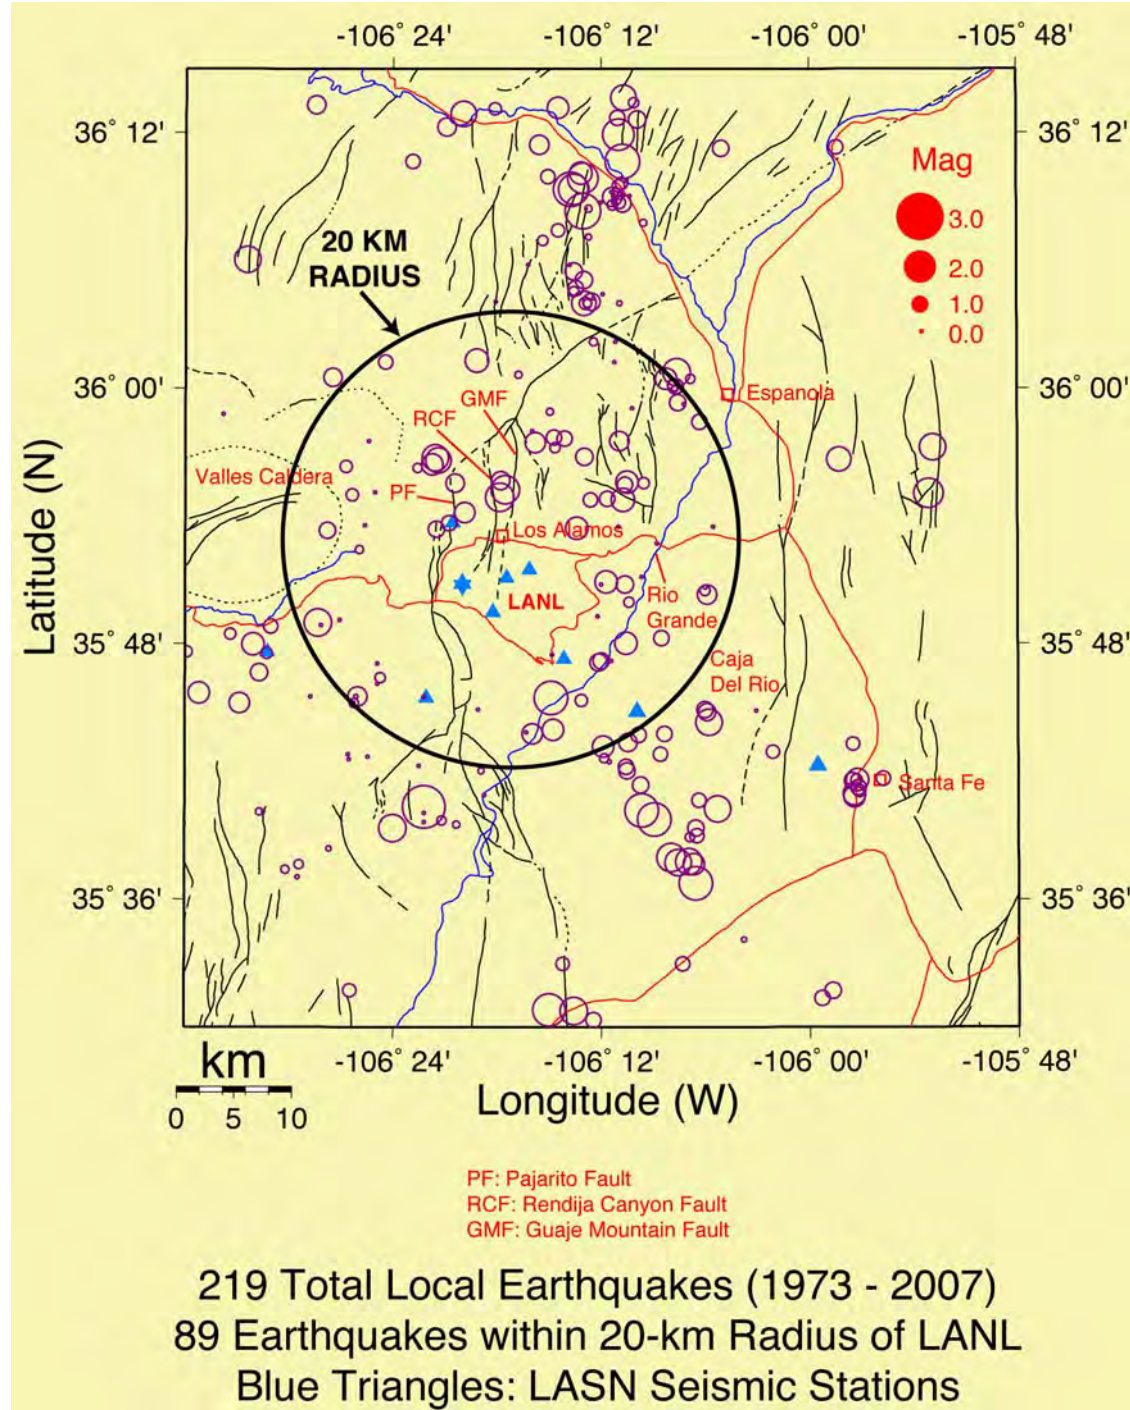 -106° 24'
-106° 12'
-106° 00'
-105° 48'
36° 12'
36° 12'
Mag
3.0
2.0
1.0
0.0
20 KM
RADIUS
36° 00'
36° 00'
Espanola
GMF
RCF
Valles Caldera
PF
Los Alamos
LANL
Rio
Grande
Latitude (N)
35° 48'
35° 48'
Caja
Del Rio
Santa Fe
35° 36'
35° 36'
-106° 24'
-106° 12'
-106° 00'
-105° 48'
km
0 5 10
Longitude (W)
PF: Pajarito Fault
RCF: Rendija Canyon Fault
GMF: Guaje Mountain Fault
219 Total Local Earthquakes (1973 - 2007)
89 Earthquakes within 20-km Radius of LANL
Blue Triangles: LASN Seismic Stations